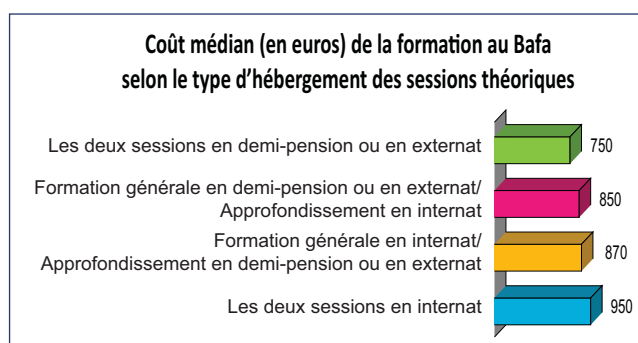 Coût médian (en euros) de la formation au Bafa
selon le type d'hébergement des sessions théoriques
Les deux sessions en demi-pension ou en externat
750
Formation générale en demi-pension ou en externat/
Approfondissement en internat
850
Formation générale en internat/
Approfondissement en demi-pension ou en externat
870
Les deux sessions en internat
950